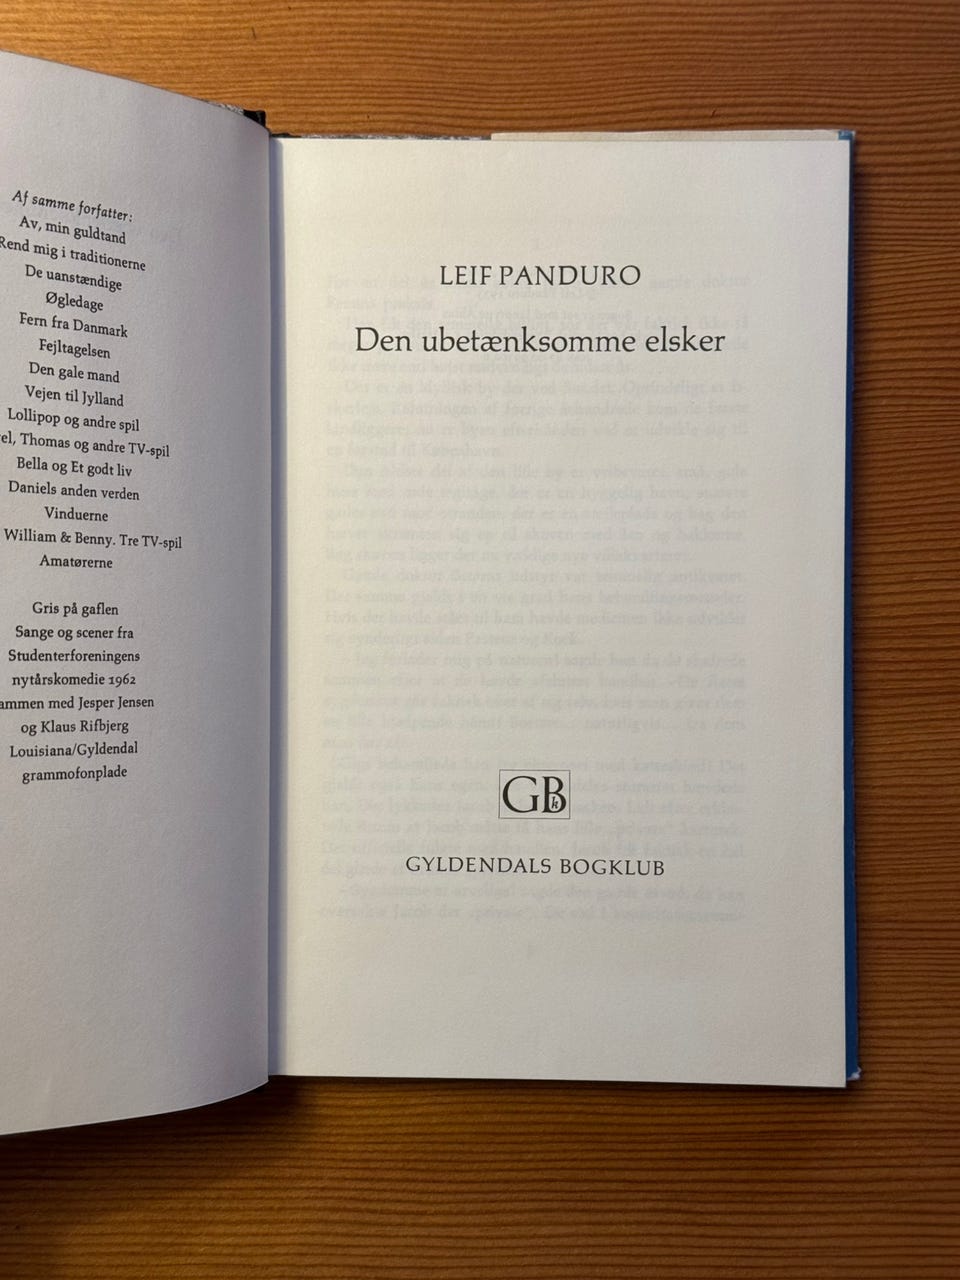 Af samme forfatter:
Av, min guldtand
Rend mig i traditionerne
De uanstændige
Øgledage
Fern fra Danmark
Fejltagelsen
Den gale mand
Vejen til Jylland
Lollipop og andre spil
Thomas og andre TV-spil
Bella og Et godt liv
Daniels anden verden
Vinduerne
William & Benny. Tre TV-spil
Amatørerne
Gris på gaflen
Sange og scener fra
Studenterforeningens
nytårskomedie 1962
med Jesper Jensen
og Klaus Rifbjerg
Louisiana/Gyldendal
grammofonplade
LEIF PANDURO
Den ubetænksomme elsker
GBk
GYLDENDALS BOGKLUB